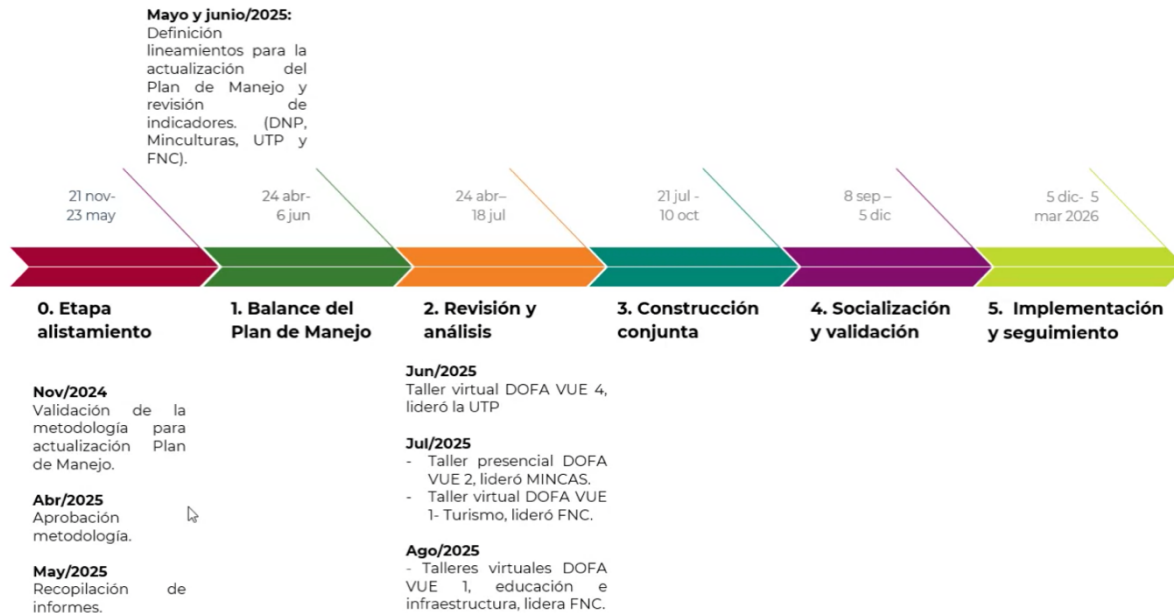 Mayo y junio/2025:
Definición
lineamientos para la
actualización del
Plan de Manejo y
revisión de
indicadores. (DNP,
Minculturas, UTP y
FNC).
21 nov-
23 may
24 abr-
6 jun
24 abr–
18 jul
21 jul -
10 oct
8 sep –
5 dic
5 dic- 5
mar 2026
0. Etapa
alistamiento
1. Balance del
Plan de Manejo
2. Revisión y
análisis
3. Construcción
conjunta
4. Socialización
y validación
5. Implementación
y seguimiento
Nov/2024
Validación de la
metodología para
actualización Plan
de Manejo.
Abr/2025
Aprobación
metodología.
May/2025
Recopilación de
informes.
Jun/2025
Taller virtual DOFA VUE 4,
lideró la UTP
Jul/2025
- Taller presencial DOFA
VUE 2, lideró MINCAS.
- Taller virtual DOFA VUE
1- Turismo, lideró FNC.
Ago/2025
- Talleres virtuales DOFA
VUE 1, educación e
infraestructura, lidera FNC.